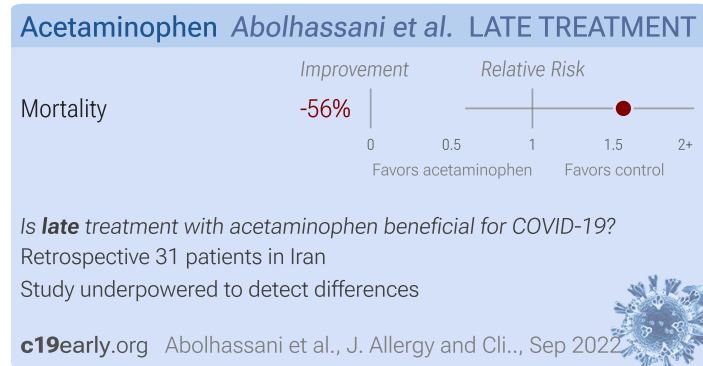 Acetaminophen Abolhassani et al. LATE TREATMENT
Improvement Relative Risk
Mortality -56%
0 0.5 1 1.5 2+
Favors acetaminophen Favors control
Is late treatment with acetaminophen beneficial for COVID-19?
Retrospective 31 patients in Iran
Study underpowered to detect differences
c19early.org Abolhassani et al., J. Allergy and Cli.., Sep 2022